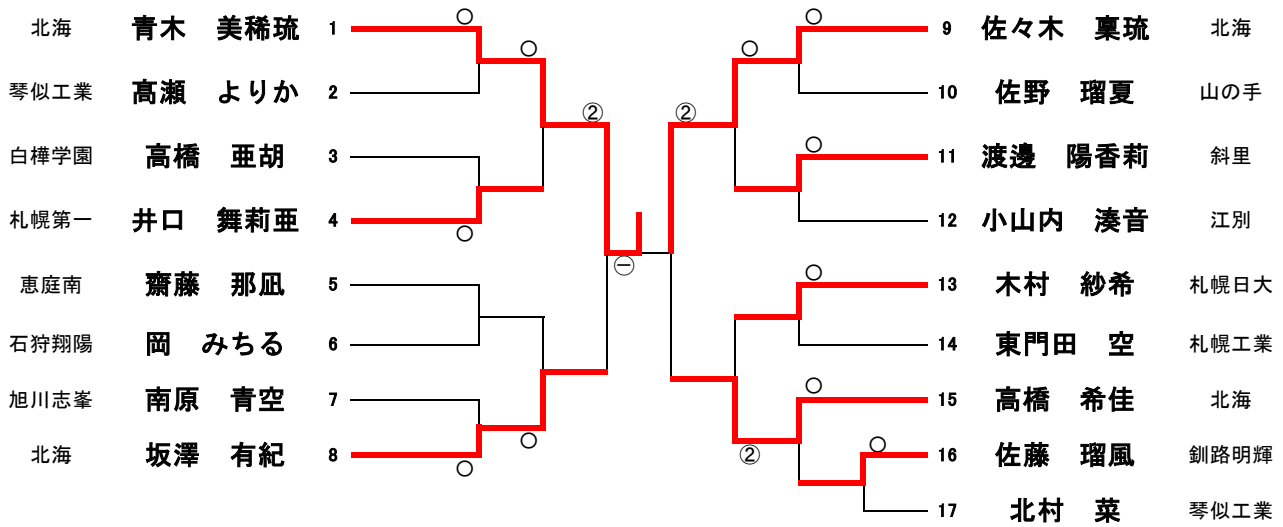 北海 青木 美稀琉 1
琴似工業 髙瀬 よりか 2
白樺学園 高橋 亜胡 3
札幌第一 井口 舞莉亜 4
恵庭南 齋藤 那凪 5
石狩翔陽 岡 みちる 6
旭川志峯 南原 青空 7
北海 坂澤 有紀 8
○
○
②
○
○
○
㊀
○
○
②
○
○
○
②
○
9 佐々木 稟琉 北海
10 佐野 瑠夏 山の手
11 渡邊 陽香莉 斜里
12 小山内 湊音 江別
13 木村 紗希 札幌日大
14 東門田 空 札幌工業
15 高橋 希佳 北海
16 佐藤 瑠風 釧路明輝
17 北村 菜 琴似工業